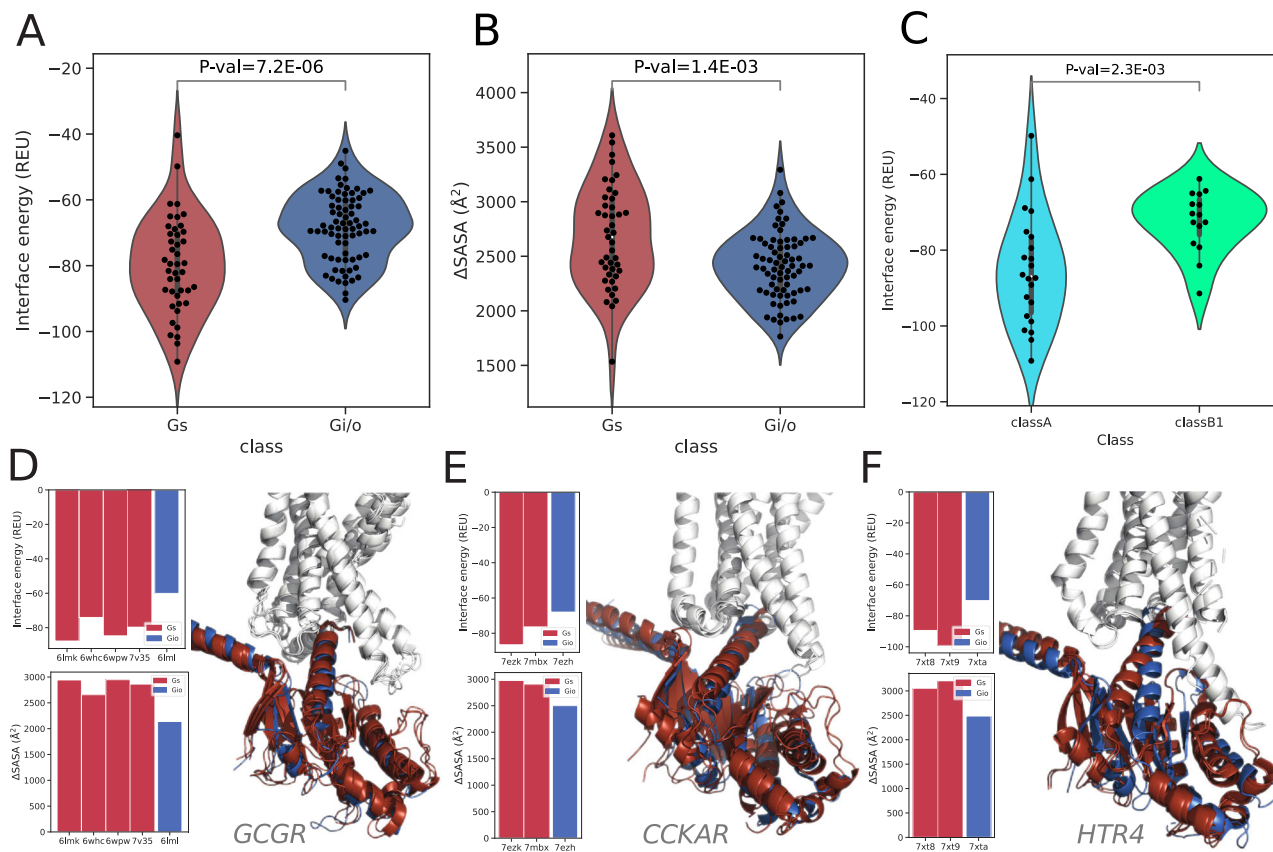 A
P-val=7.2E-06
Interface energy (REU)
−20
−40
−60
−80
−100
−120
Gs
Gi/o
class
B
P-val=1.4E-03
ΔSASA (Å²)
4000
3500
3000
2500
2000
1500
Gs
Gi/o
class
C
P-val=2.3E-03
Interface energy (REU)
−40
−60
−80
−100
−120
classA
classB1
Class
D
Interface energy (REU)
0
−20
−40
−60
−80
Gs
Gio
6lmk 6whc 6wpw 7v35 6lml
ΔSASA (Å²)
3000
2500
2000
1500
1000
500
0
Gs
Gio
6lmk 6whc 6wpw 7v35 6lml
GCGR
E
Interface energy (REU)
0
−20
−40
−60
−80
Gs
Gio
7ezk 7mbx 7ezh
ΔSASA (Å²)
3000
2500
2000
1500
1000
500
0
Gs
Gio
7ezk 7mbx 7ezh
CCKAR
F
Interface energy (REU)
0
−20
−40
−60
−80
−100
Gs
Gio
7xt8 7xt9 7xta
ΔSASA (Å²)
3000
2500
2000
1500
1000
500
0
Gs
Gio
7xt8 7xt9 7xta
HTR4